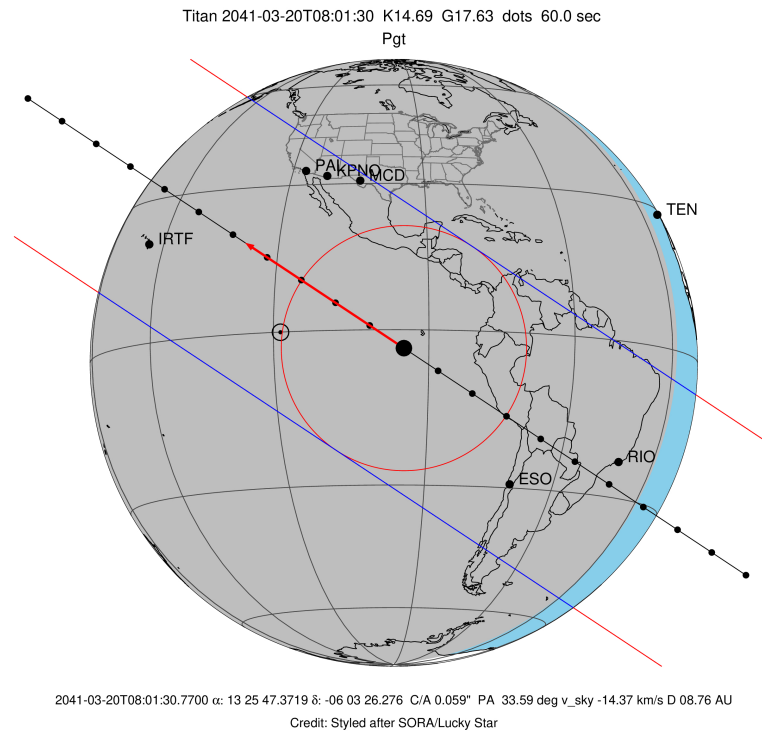 Titan 2041-03-20T08:01:30 K14.69 G17.63 dots 60.0 sec
Pgt
PAL KPNO MCD
TEN
IRTF
RIO
ESO
2041-03-20T08:01:30.7700 α: 13 25 47.3719 δ: -06 03 26.276 C/A 0.059" PA 33.59 deg v_sky -14.37 km/s D 08.76 AU
Credit: Styled after SORA/Lucky Star